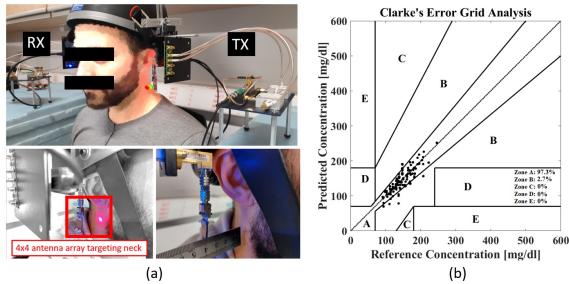 RX
TX
4x4 antenna array targeting neck
(a)
Clarke's Error Grid Analysis
Predicted Concentration [mg/dl]
600
500
400
300
200
100
0
E
C
B
B
D
D
A
C
E
Zone A: 97.3%
Zone B: 2.7%
Zone C: 0%
Zone D: 0%
Zone E: 0%
0 100 200 300 400 500 600
Reference Concentration [mg/dl]
(b)